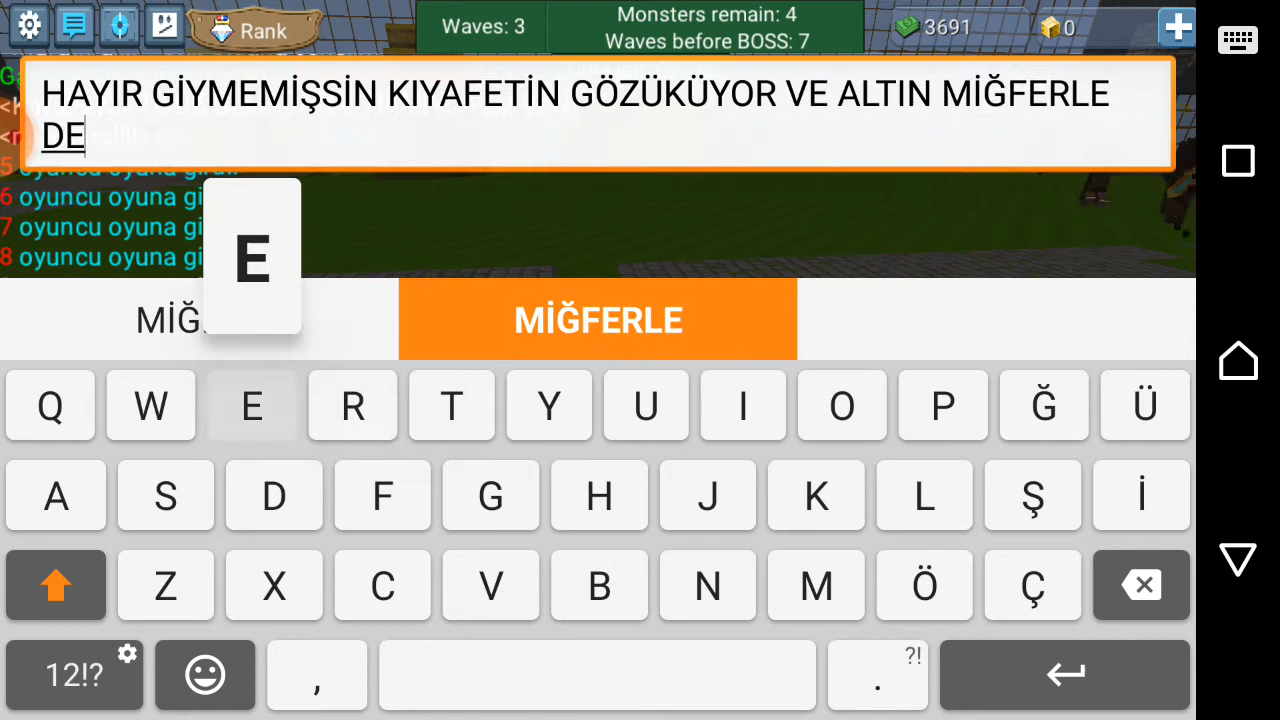 Rank
Waves: 3
Monsters remain: 4
Waves before BOSS: 7
3691
0
HAYIR GİYMEMİŞSİN KIYAFETİN GÖZÜKÜYOR VE ALTIN MİĞFERLE
DE
5 oyuncu oyuna girdi
6 oyuncu oyuna gi
7 oyuncu oyuna gi
8 oyuncu oyuna gi
E
MİĞ
MİĞFERLE
Q W E R T Y U I O P Ğ Ü
A S D F G H J K L Ş İ
Z X C V B N M Ö Ç
12!? , . ?!